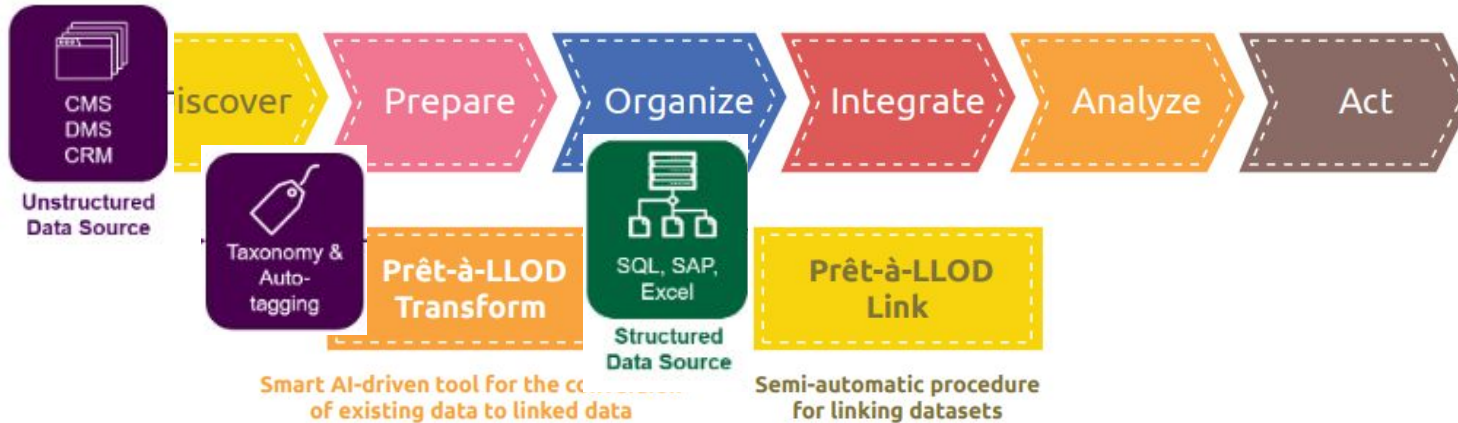 CMS
DMS
CRM
Unstructured
Data Source
iscover
Prepare
Organize
Integrate
Analyze
Act
Taxonomy &
Auto-
tagging
Prêt-à-LLOD
Transform
SQL, SAP,
Excel
Structured
Data Source
Prêt-à-LLOD
Link
Smart AI-driven tool for the
of existing data to linked data
Semi-automatic procedure
for linking datasets